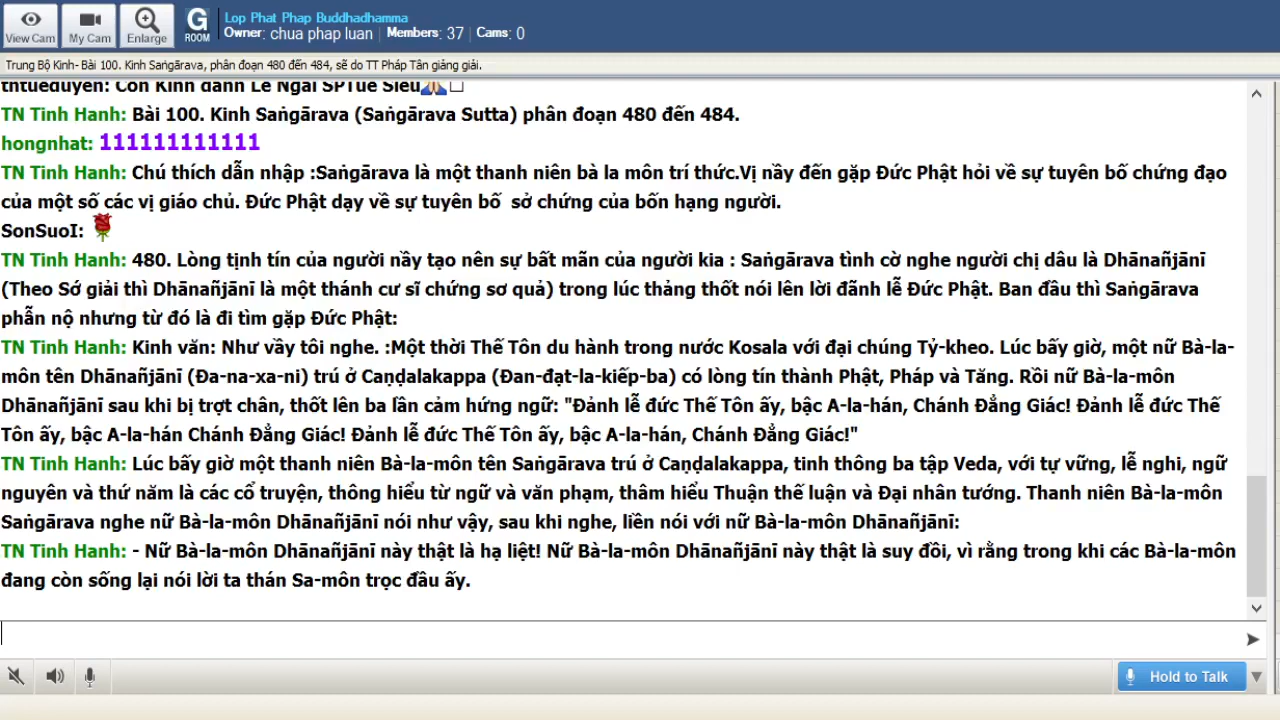 View Cam
My Cam
Enlarge
G
ROOM
Lop Phat Phap Buddhadhamma
Owner: chua phap luan | Members: 37 | Cams: 0
Trung Bộ Kinh- Bài 100. Kinh Saṅgārava, phân đoạn 480 đến 484, sẽ do TT Pháp Tân giảng giải.
thtueduyen: Con Kính đảnh Lễ Ngài SPTuệ Siêu
TN Tinh Hanh: Bài 100. Kinh Saṅgārava (Saṅgārava Sutta) phân đoạn 480 đến 484.
hongnhat: 111111111111
TN Tinh Hanh: Chú thích dẫn nhập :Saṅgārava là một thanh niên bà la môn trí thức.Vị nầy đến gặp Đức Phật hỏi về sự tuyên bố chứng đạo
của một số các vị giáo chủ. Đức Phật dạy về sự tuyên bố  sở chứng của bốn hạng người.
SonSuoI:
TN Tinh Hanh: 480. Lòng tịnh tín của người nầy tạo nên sự bất mãn của người kia : Saṅgārava tình cờ nghe người chị dâu là Dhānañjānī
(Theo Sớ giải thì Dhānañjānī là một thánh cư sĩ chứng sơ quả) trong lúc thảng thốt nói lên lời đãnh lễ Đức Phật. Ban đầu thì Saṅgārava
phẫn nộ nhưng từ đó là đi tìm gặp Đức Phật:
TN Tinh Hanh: Kinh văn: Như vầy tôi nghe. :Một thời Thế Tôn du hành trong nước Kosala với đại chúng Tỷ-kheo. Lúc bấy giờ, một nữ Bà-la-
môn tên Dhānañjānī (Đa-na-xa-ni) trú ở Caṇḍalakappa (Đan-đạt-la-kiếp-ba) có lòng tín thành Phật, Pháp và Tăng. Rồi nữ Bà-la-môn
Dhānañjānī sau khi bị trợt chân, thốt lên ba lần cảm hứng ngữ: "Đảnh lễ đức Thế Tôn ấy, bậc A-la-hán, Chánh Đẳng Giác! Đảnh lễ đức Thế
Tôn ấy, bậc A-la-hán Chánh Đẳng Giác! Đảnh lễ đức Thế Tôn ấy, bậc A-la-hán, Chánh Đẳng Giác!"
TN Tinh Hanh: Lúc bấy giờ một thanh niên Bà-la-môn tên Saṅgārava trú ở Caṇḍalakappa, tinh thông ba tập Veda, với tự vững, lễ nghi, ngữ
nguyên và thứ năm là các cổ truyện, thông hiểu từ ngữ và văn phạm, thâm hiểu Thuận thế luận và Đại nhân tướng. Thanh niên Bà-la-môn
Saṅgārava nghe nữ Bà-la-môn Dhānañjānī nói như vậy, sau khi nghe, liền nói với nữ Bà-la-môn Dhānañjānī:
TN Tinh Hanh: - Nữ Bà-la-môn Dhānañjānī này thật là hạ liệt! Nữ Bà-la-môn Dhānañjānī này thật là suy đồi, vì rằng trong khi các Bà-la-môn
đang còn sống lại nói lời ta thán Sa-môn trọc đầu ấy.
Hold to Talk